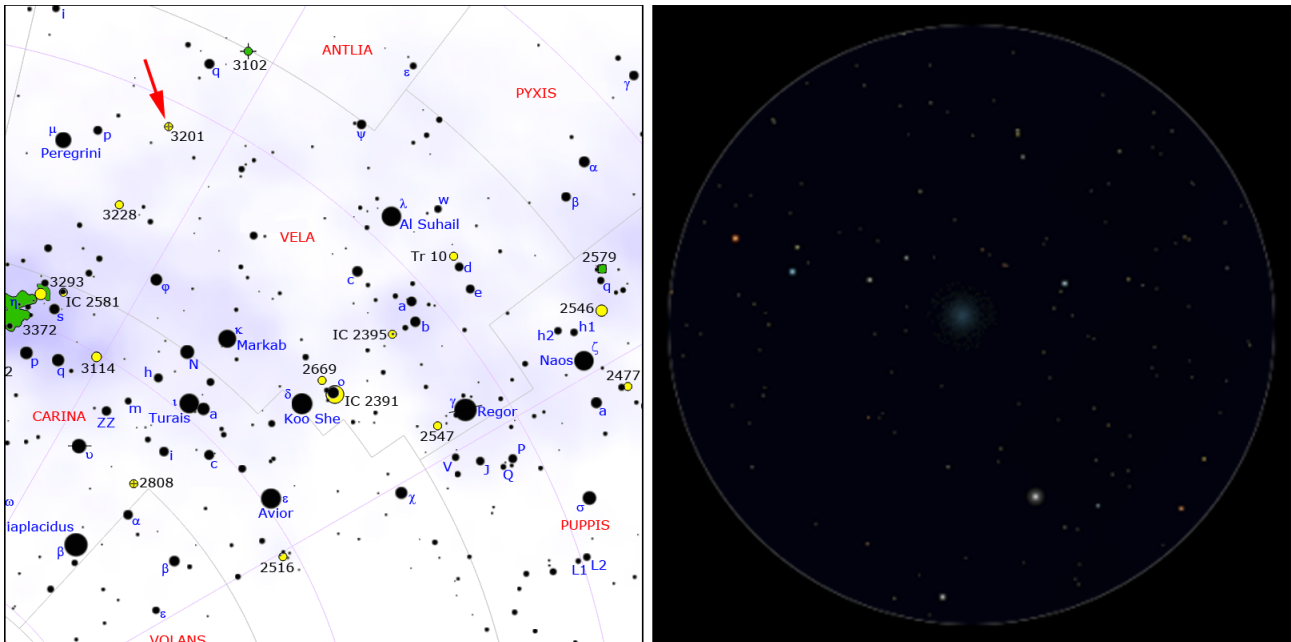 i
3102
ANTLIA
q
ε
γ
PYXIS
3201
μ
p
Peregrini
ψ
α
β
3228
λ
w
Al Suhail
VELA
Tr 10
d
2579
c
q
e
3293
IC 2581
φ
η
s
a
2546
3372
b
IC 2395
h2
h1
κ
Markab
ζ
Naos
N
p
q
3114
h
2669
2477
2
ο
δ
IC 2391
CARINA
m
ι
Turais
a
Koo She
γ
Regor
a
ZZ
2547
υ
i
c
V
J
P
Q
2808
ω
α
ε
χ
σ
Avior
iaplacidus
PUPPIS
β
β
2516
L1
L2
ε
VOLANS